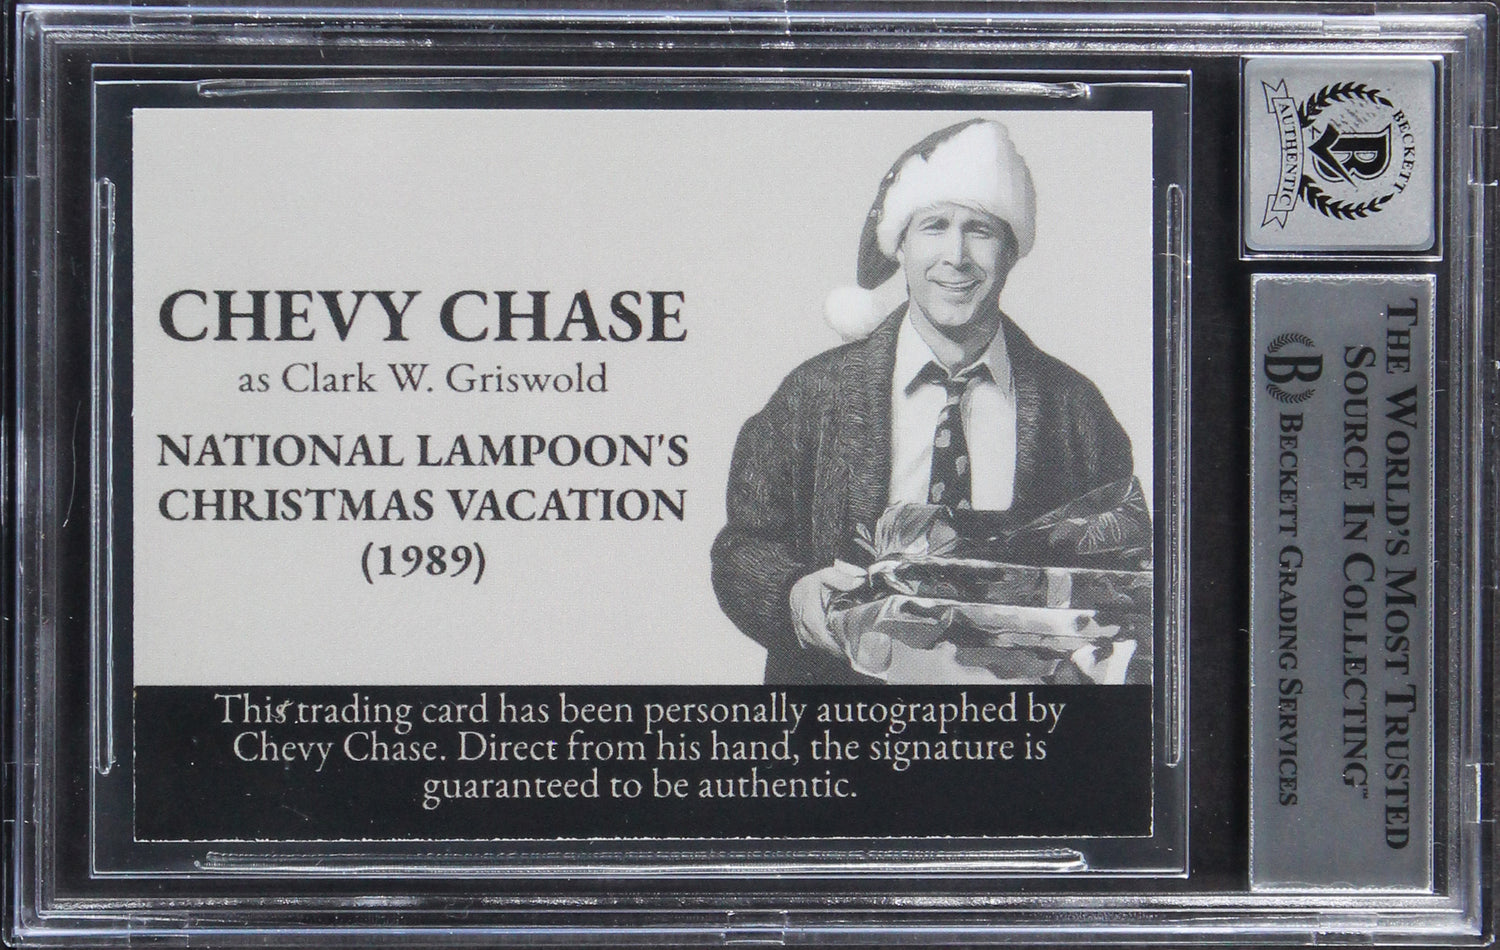 CHEVY CHASE
as Clark W. Griswold
NATIONAL LAMPOON'S
CHRISTMAS VACATION
(1989)
This trading card has been personally autographed by
Chevy Chase. Direct from his hand, the signature is
guaranteed to be authentic.
BECKETT
AUTHENTIC
THE WORLD'S MOST TRUSTED
SOURCE IN COLLECTING™
B BECKETT GRADING SERVICES